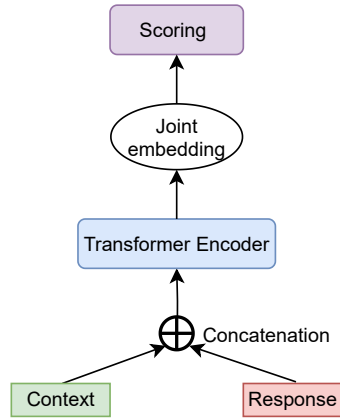 Scoring
Joint
embedding
Transformer Encoder
Concatenation
Context
Response